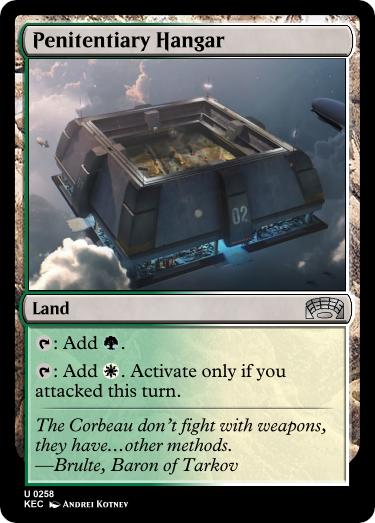 Penitentiary Hangar
02
Land
: Add .
: Add . Activate only if you
attacked this turn.
The Corbeau don't fight with weapons,
they have...other methods.
—Brulte, Baron of Tarkov
U 0258
KEC Andrei Kotnev